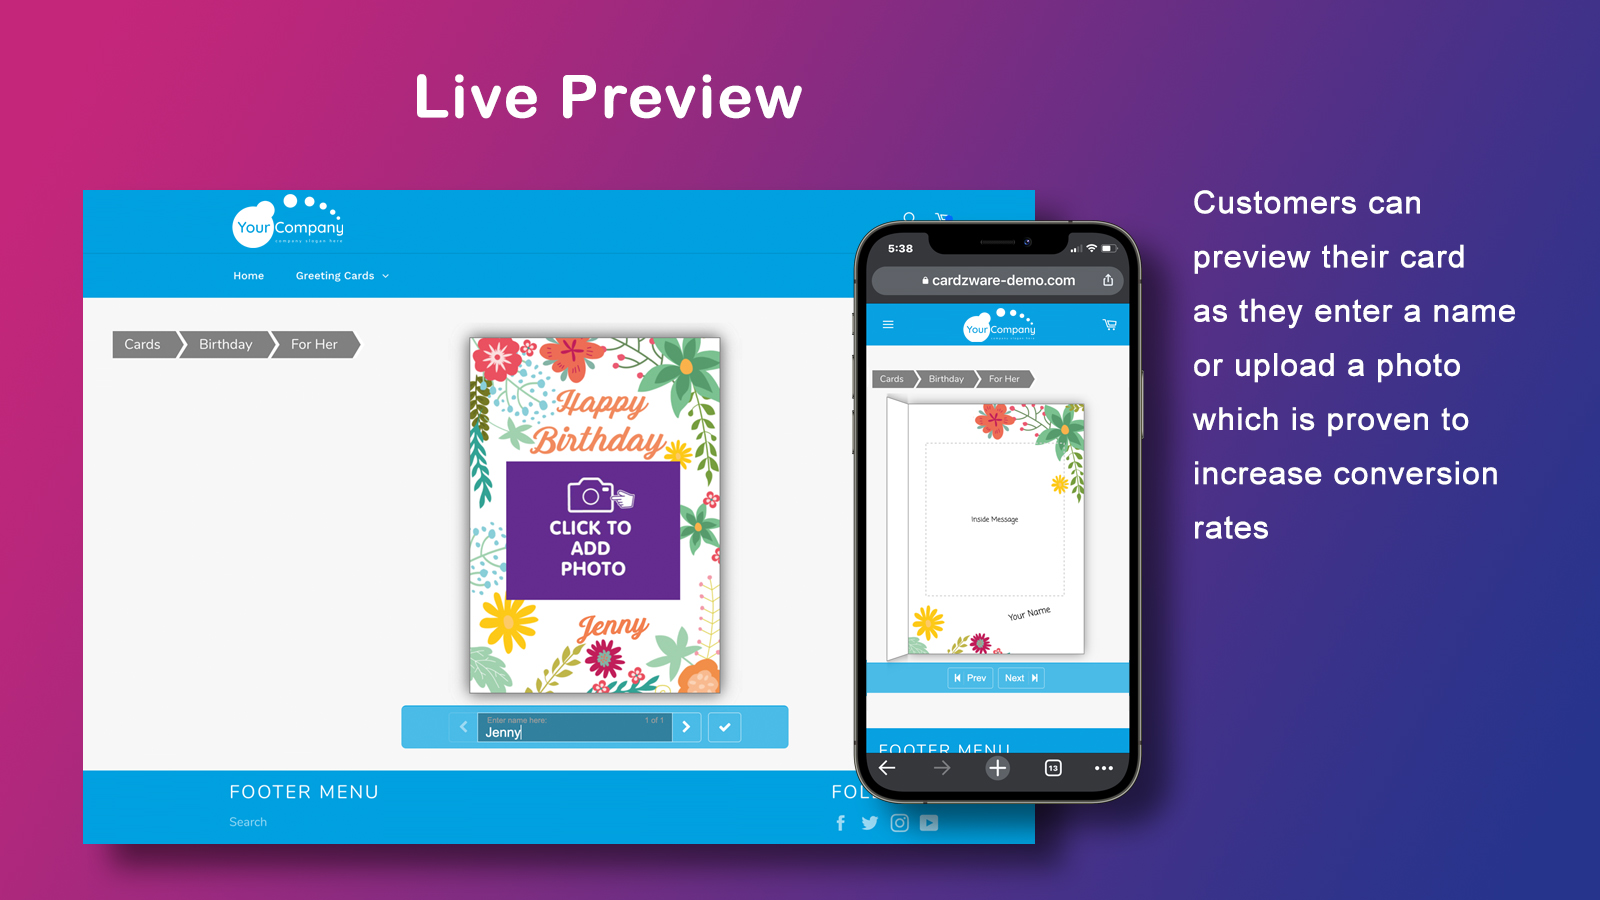 Live Preview
Your Company
company slogan here
Home
Greeting Cards
Cards
Birthday
For Her
Happy
Birthday
CLICK TO
ADD
PHOTO
Jenny
Enter name here:
1 of 1
Jenny
FOOTER MENU
Search
FOL
5:38
cardzware-demo.com
Your Company
Cards
Birthday
For Her
Inside Message
Your Name
Prev
Next
FOOTER MENU
13
Customers can
preview their card
as they enter a name
or upload a photo
which is proven to
increase conversion
rates